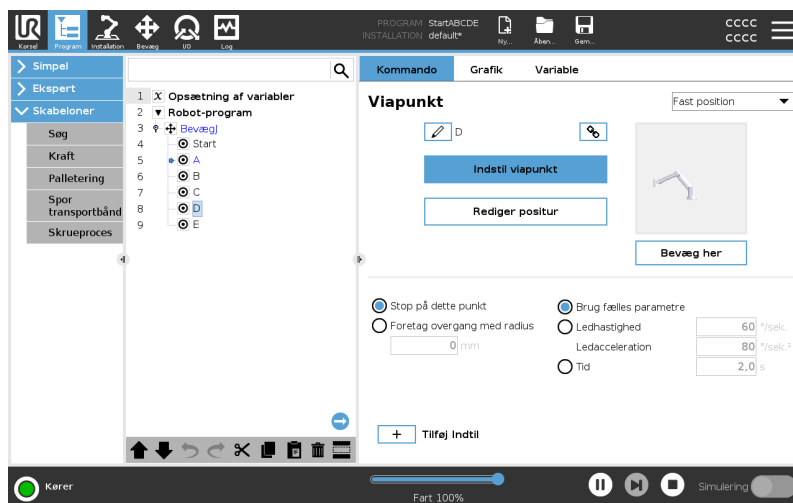 UR
Kørsel
Program
Installation
Bevæg
I/O
Log
PROGRAM StartABCDE
INSTALLATION default*
Ny...
Åben...
Gem...
CCCC
CCCC
Simpel
Ekspert
Skabeloner
Søg
Kraft
Palletering
Spor
transportbånd
Skrueproces
1 X Opsætning af variabler
2 Robot-program
3 BevægJ
4 Start
5 A
6 B
7 C
8 D
9 E
Kommando
Grafik
Variable
Viapunkt
Fast position
D
Indstil viapunkt
Rediger positur
Bevæg her
Stop på dette punkt
Foretag overgang med radius
0 mm
Brug fælles parametre
Ledhastighed 60 °/sek.
Ledacceleration 80 °/sek.²
Tid 2,0 s
+ Tilføj Indtil
Kører
Fart 100%
Simulering